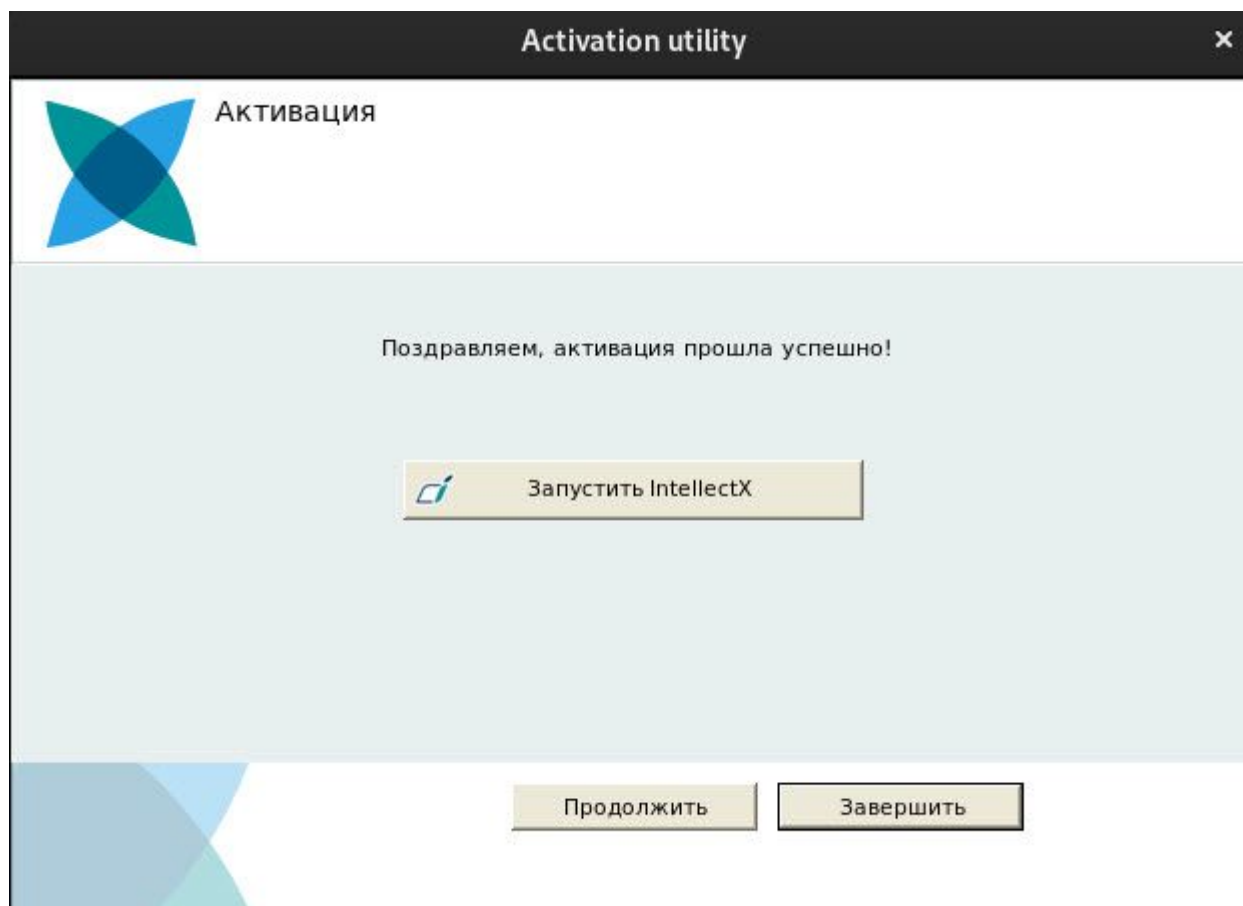 Activation utility
Активация
Поздравляем, активация прошла успешно!
Запустить IntellectX
Продолжить
Завершить